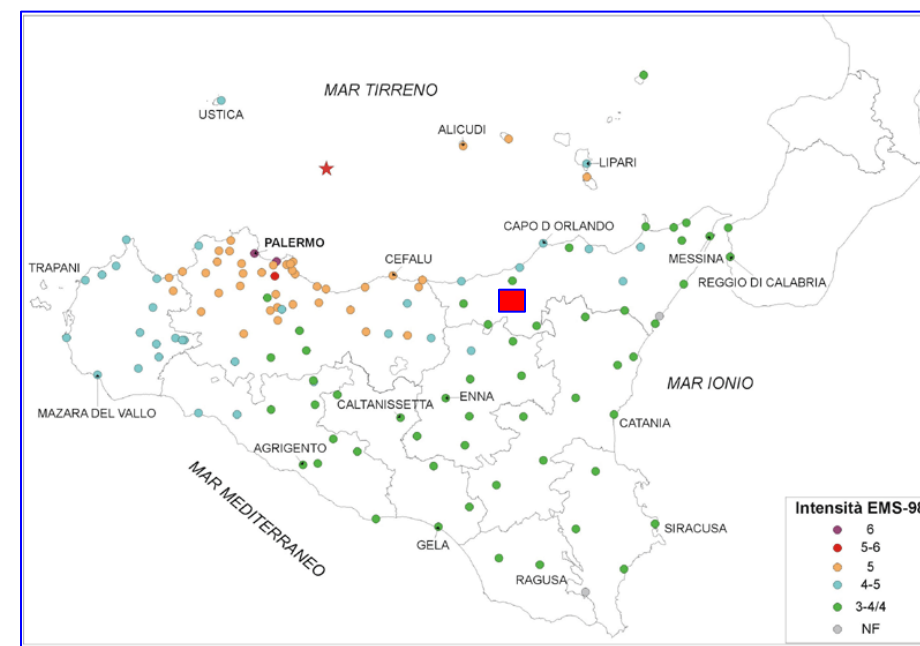 MAR TIRRENO
USTICA
ALICUDI
LIPARI
CAPO D ORLANDO
PALERMO
MESSINA
TRAPANI
CEFALU
REGGIO DI CALABRIA
MAR IONIO
MAZARA DEL VALLO
CALTANISSETTA
ENNA
CATANIA
AGRIGENTO
MAR MEDITERRANEO
Intensità EMS-98
6
SIRACUSA
5-6
GELA
5
RAGUSA
4-5
3-4/4
NF